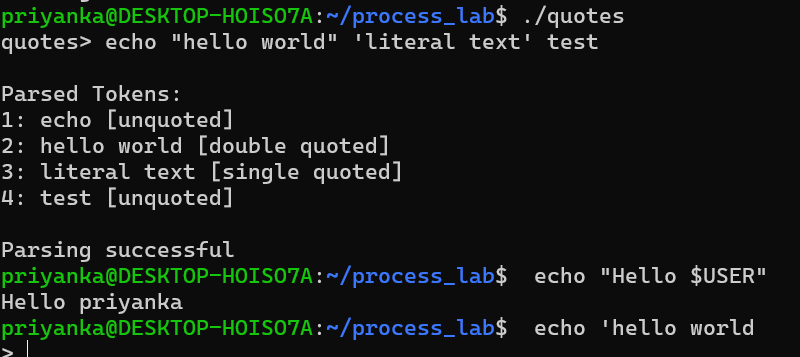 priyanka@DESKTOP-HOISO7A:~/process_lab$ ./quotes
quotes> echo "hello world" 'literal text' test
Parsed Tokens:
1: echo [unquoted]
2: hello world [double quoted]
3: literal text [single quoted]
4: test [unquoted]
Parsing successful
priyanka@DESKTOP-HOISO7A:~/process_lab$  echo "Hello $USER"
Hello priyanka
priyanka@DESKTOP-HOISO7A:~/process_lab$  echo 'hello world
>